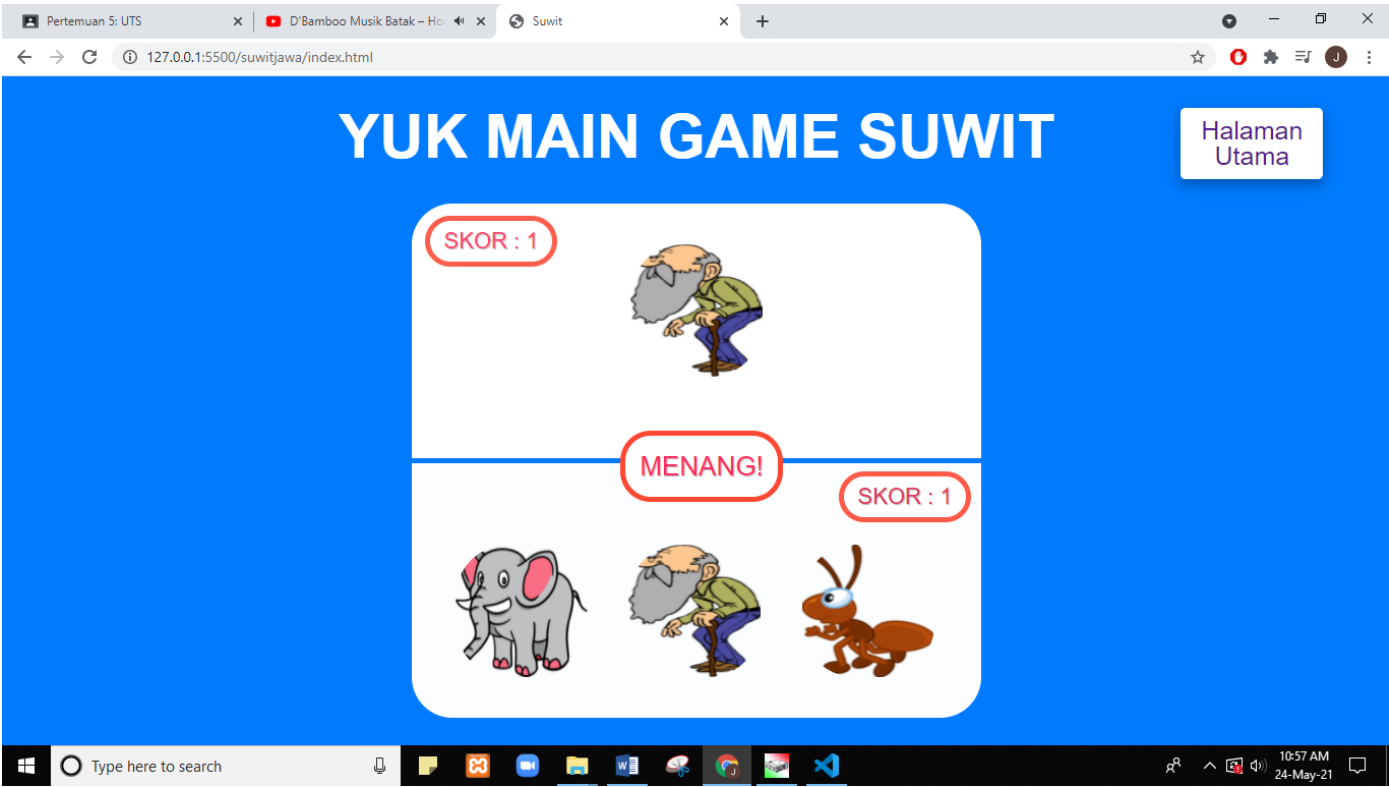 Pertemuan 5: UTS
D'Bamboo Musik Batak – Ho
Suwit
127.0.0.1:5500/suwitjawa/index.html
J
YUK MAIN GAME SUWIT
Halaman
Utama
SKOR : 1
MENANG!
SKOR : 1
Type here to search
10:57 AM
24-May-21